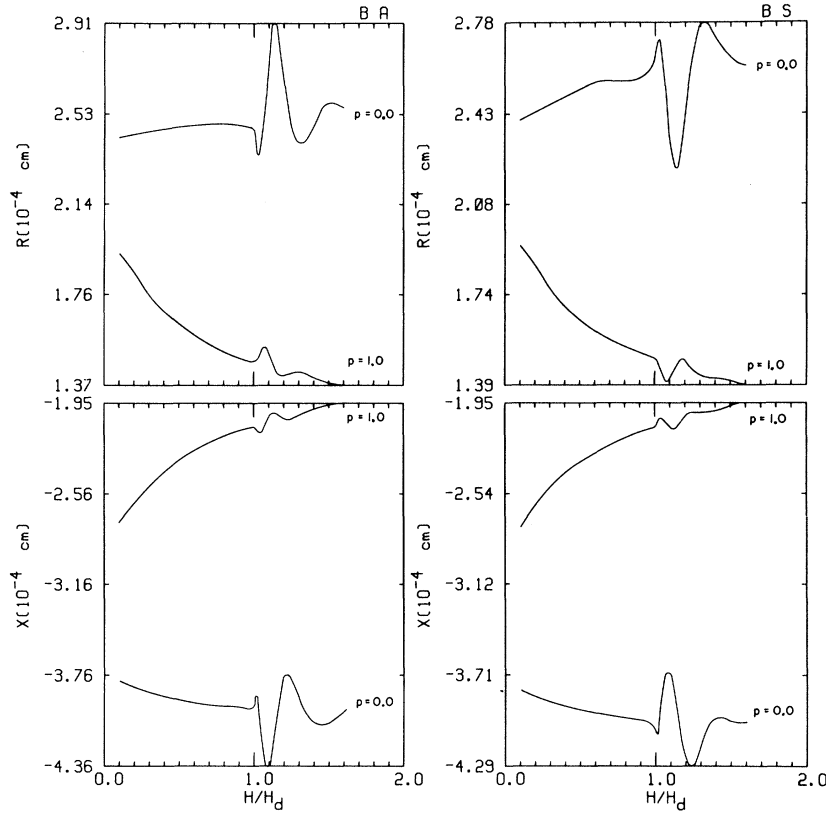 B A
2.91
2.53
2.14
1.76
1.37
R(10⁻⁴ cm)
p=0.0
p=1.0
B S
2.78
2.43
2.08
1.74
1.39
R(10⁻⁴ cm)
p=0.0
p=1.0
-1.95
-2.56
-3.16
-3.76
-4.36
X(10⁻⁴ cm)
p=1.0
p=0.0
0.0 1.0 2.0
H/H_d
-1.95
-2.54
-3.12
-3.71
-4.29
X(10⁻⁴ cm)
p=1.0
p=0.0
0.0 1.0 2.0
H/H_d